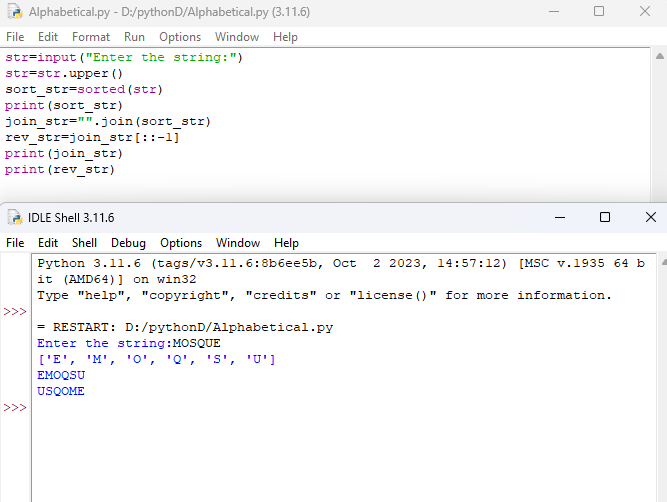 Alphabetical.py - D:/pythonD/Alphabetical.py (3.11.6)
File Edit Format Run Options Window Help
str=input("Enter the string:")
str=str.upper()
sort_str=sorted(str)
print(sort_str)
join_str="".join(sort_str)
rev_str=join_str[::-1]
print(join_str)
print(rev_str)
IDLE Shell 3.11.6
File Edit Shell Debug Options Window Help
Python 3.11.6 (tags/v3.11.6:8b6ee5b, Oct  2 2023, 14:57:12) [MSC v.1935 64 b
it (AMD64)] on win32
Type "help", "copyright", "credits" or "license()" for more information.
>>>
= RESTART: D:/pythonD/Alphabetical.py
Enter the string:MOSQUE
['E', 'M', 'O', 'Q', 'S', 'U']
EMOQSU
USQOME
>>>